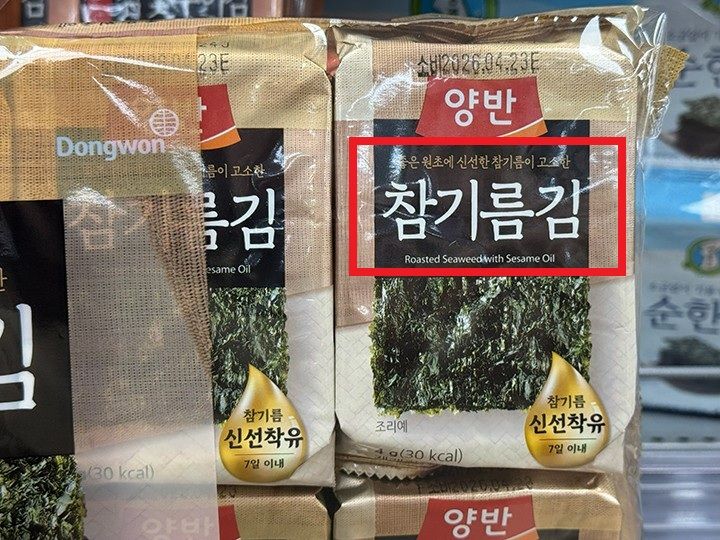 Dongwon
름이 고소한
름김
same Oil
참기름
신선착유
7일 이내
(30 kcal)
김
소비2026.04.23E
양반
좋은 원초에 신선한 참기름이 고소한
참기름김
Roasted Seaweed with Sesame Oil
참기름
신선착유
7일 이내
조리예
4g(30 kcal)
양반
순한
순한